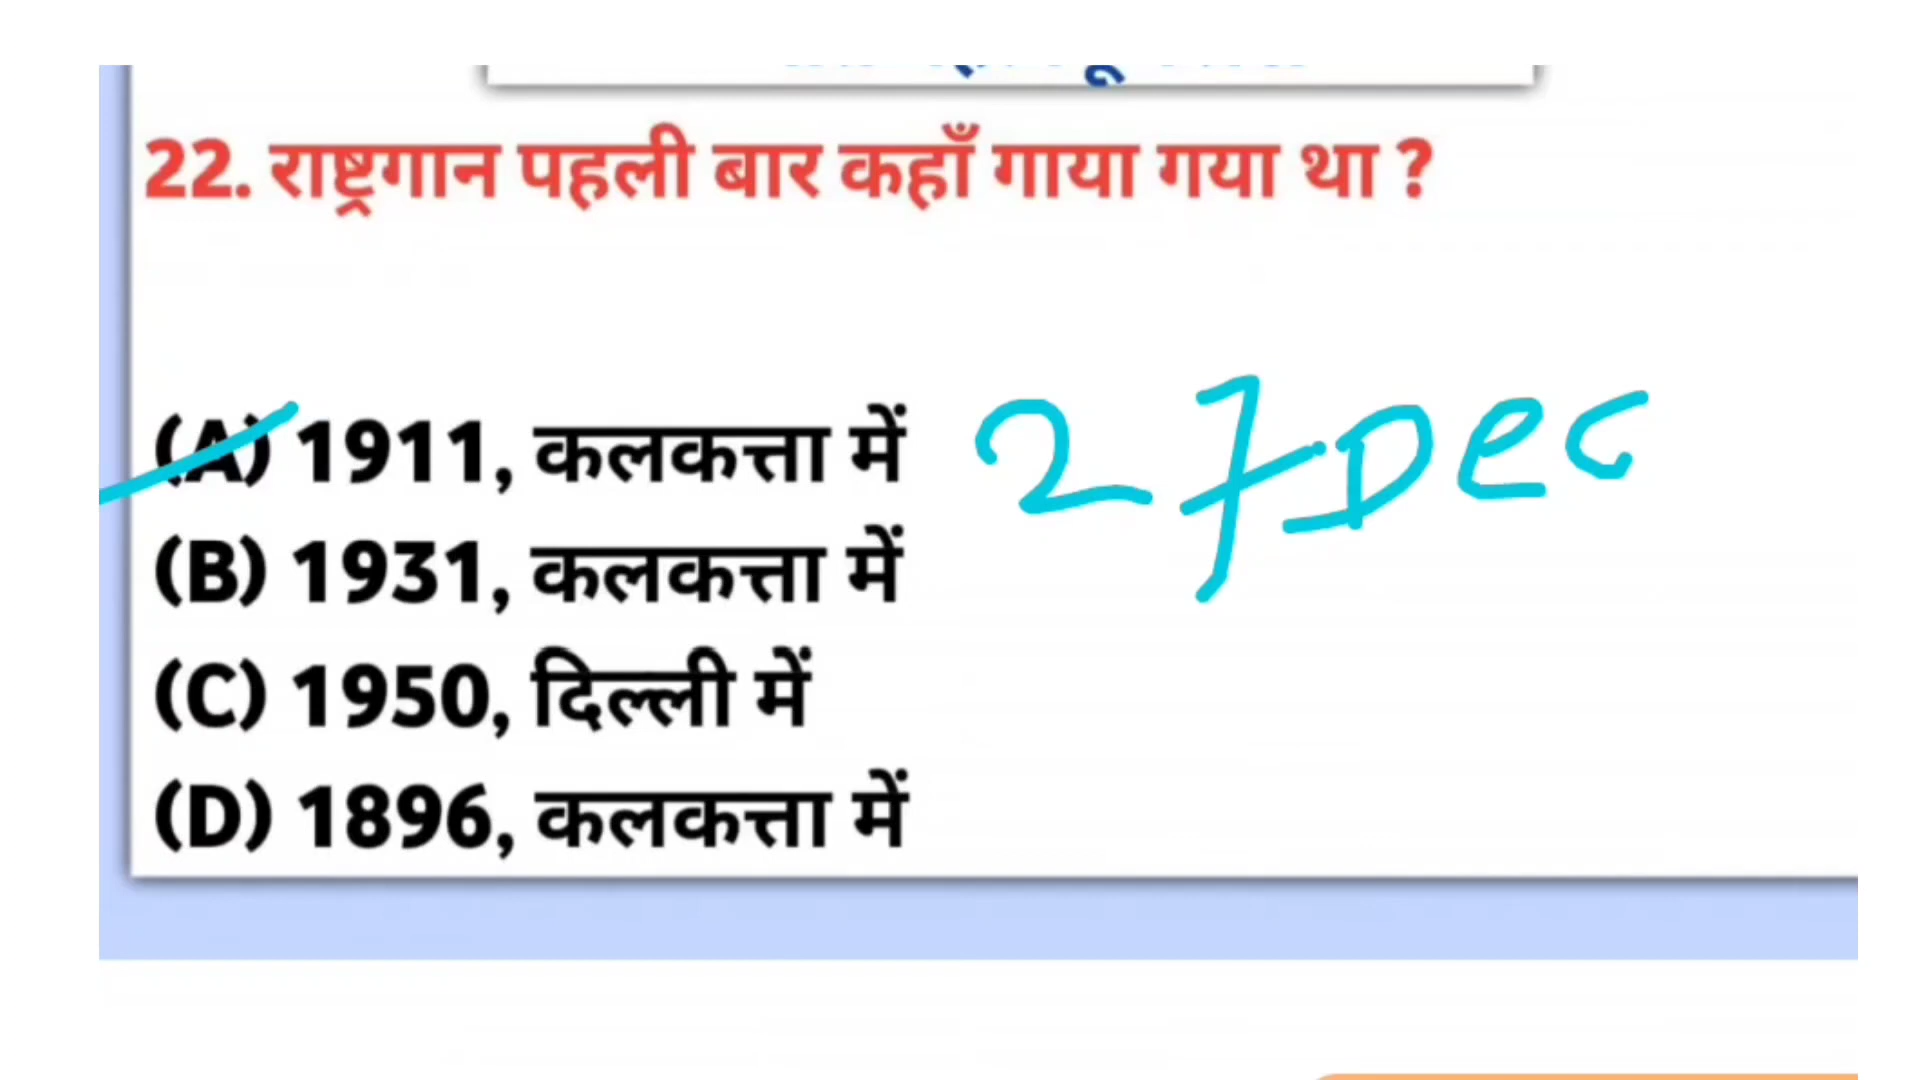 22. राष्ट्रगान पहली बार कहाँ गाया गया था ?
(A) 1911, कलकत्ता में 27 Dec
(B) 1931, कलकत्ता में
(C) 1950, दिल्ली में
(D) 1896, कलकत्ता में